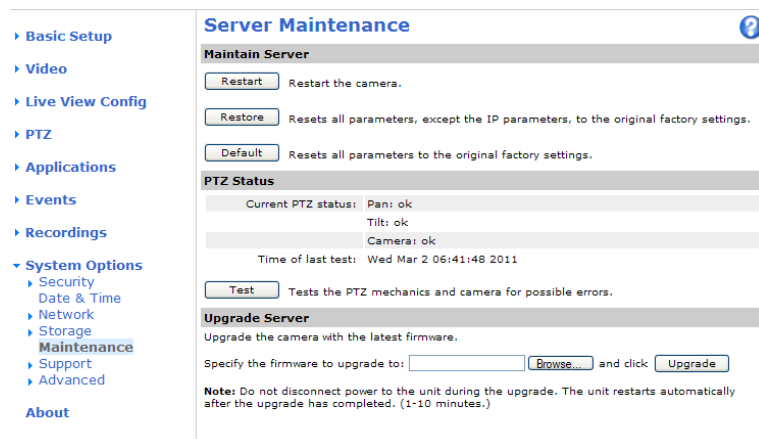 Basic Setup
Video
Live View Config
PTZ
Applications
Events
Recordings
System Options
Security
Date & Time
Network
Storage
Maintenance
Support
Advanced
About
Server Maintenance
?
Maintain Server
Restart Restart the camera.
Restore Resets all parameters, except the IP parameters, to the original factory settings.
Default Resets all parameters to the original factory settings.
PTZ Status
Current PTZ status: Pan: ok
Tilt: ok
Camera: ok
Time of last test: Wed Mar 2 06:41:48 2011
Test Tests the PTZ mechanics and camera for possible errors.
Upgrade Server
Upgrade the camera with the latest firmware.
Specify the firmware to upgrade to: Browse... and click Upgrade
Note: Do not disconnect power to the unit during the upgrade. The unit restarts automatically
after the upgrade has completed. (1-10 minutes.)